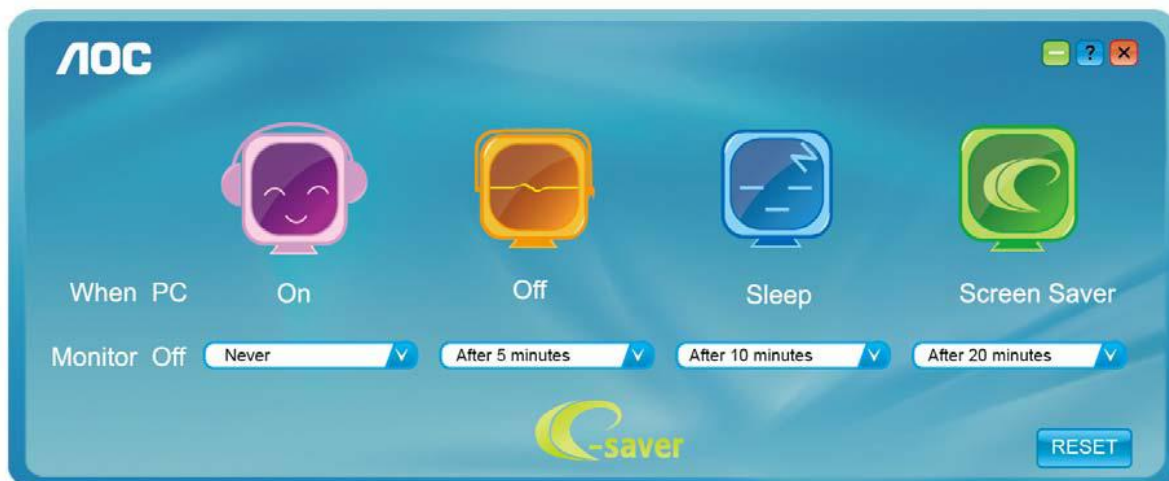 AOC
?
When PC On Off Sleep Screen Saver
Monitor Off Never After 5 minutes After 10 minutes After 20 minutes
e-saver
RESET